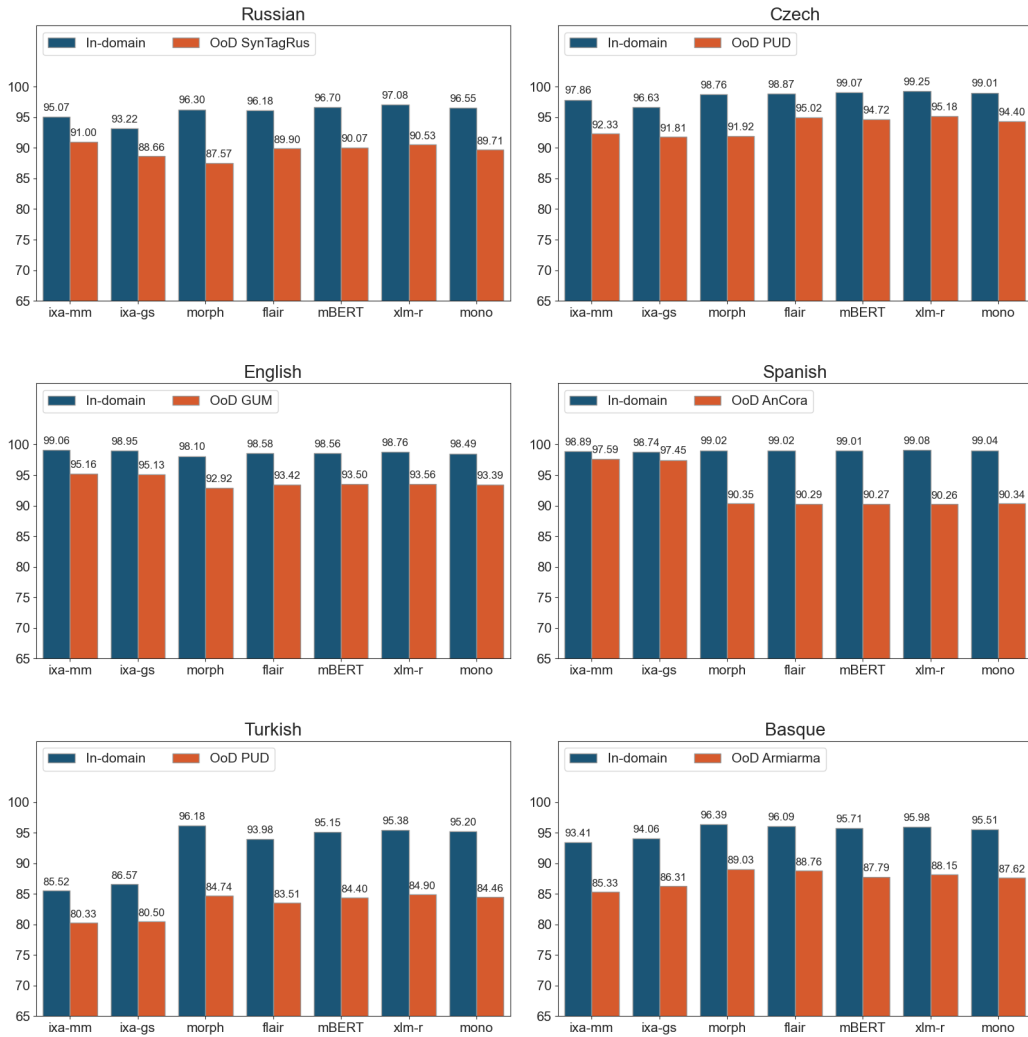 Russian
In-domain OoD SynTagRus
100
95
90
85
80
75
70
65
95.07 93.22 96.30 96.18 96.70 97.08 96.55
91.00 88.66 87.57 89.90 90.07 90.53 89.71
ixa-mm ixa-gs morph flair mBERT xlm-r mono
Czech
In-domain OoD PUD
100
95
90
85
80
75
70
65
97.86 96.63 98.76 98.87 99.07 99.25 99.01
92.33 91.81 91.92 95.02 94.72 95.18 94.40
ixa-mm ixa-gs morph flair mBERT xlm-r mono
English
In-domain OoD GUM
100
95
90
85
80
75
70
65
99.06 98.95 98.10 98.58 98.56 98.76 98.49
95.16 95.13 92.92 93.42 93.50 93.56 93.39
ixa-mm ixa-gs morph flair mBERT xlm-r mono
Spanish
In-domain OoD AnCora
100
95
90
85
80
75
70
65
98.89 98.74 99.02 99.02 99.01 99.08 99.04
97.59 97.45 90.35 90.29 90.27 90.26 90.34
ixa-mm ixa-gs morph flair mBERT xlm-r mono
Turkish
In-domain OoD PUD
100
95
90
85
80
75
70
65
85.52 86.57 96.18 93.98 95.15 95.38 95.20
80.33 80.50 84.74 83.51 84.40 84.90 84.46
ixa-mm ixa-gs morph flair mBERT xlm-r mono
Basque
In-domain OoD Armiarma
100
95
90
85
80
75
70
65
93.41 94.06 96.39 96.09 95.71 95.98 95.51
85.33 86.31 89.03 88.76 87.79 88.15 87.62
ixa-mm ixa-gs morph flair mBERT xlm-r mono